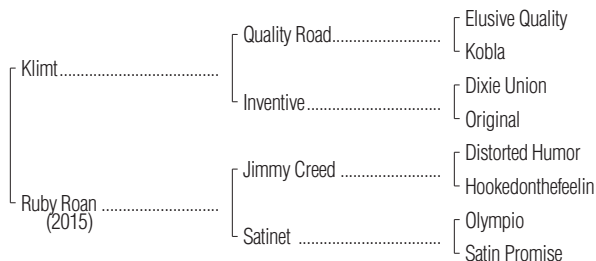 Elusive Quality
Quality Road
Kobla
Klimt
Dixie Union
Inventive
Original
Distorted Humor
Jimmy Creed
Hookedonthefeelin
Ruby Roan
(2015)
Olympio
Satinet
Satin Promise